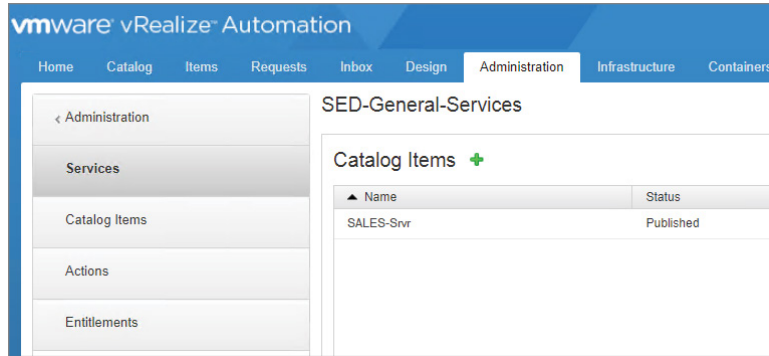 vmware vRealize Automation
Home Catalog Items Requests Inbox Design Administration Infrastructure Containers
< Administration
Services
Catalog Items
Actions
Entitlements
SED-General-Services
Catalog Items
Name Status
SALES-Srvr Published